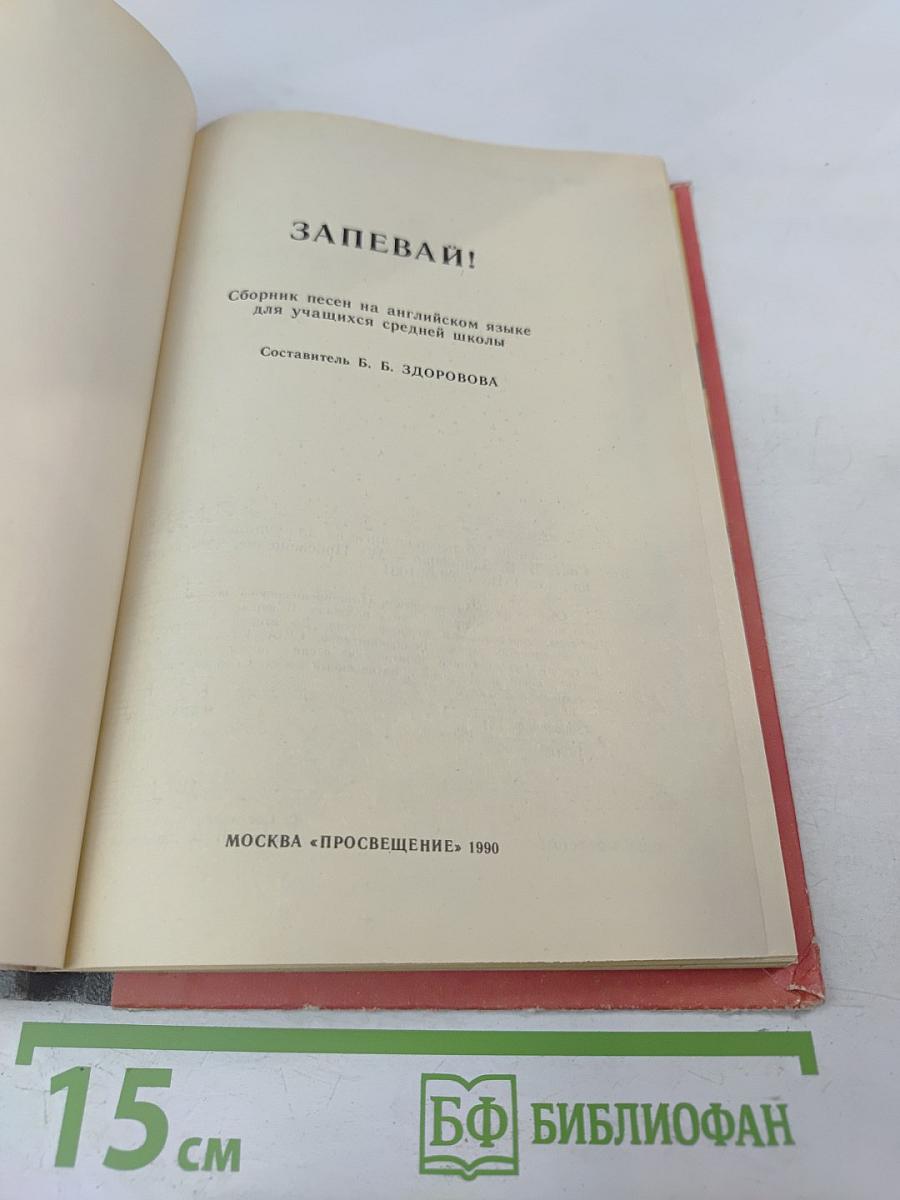 ЗАПЕВАЙ!
Сборник песен на английском языке
для учащихся средней школы
Составитель Б. Б. ЗДОРОВОВА
МОСКВА «ПРОСВЕЩЕНИЕ» 1990
15 см
БФ БИБЛИОФАН